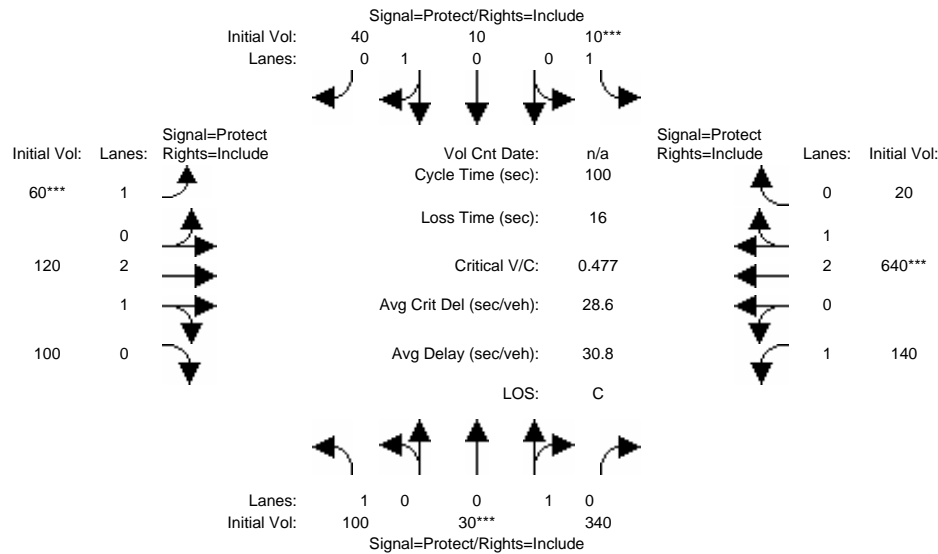 Signal=Protect/Rights=Include
Initial Vol: 40 10 10***
Lanes: 0 1 0 0 1
Signal=Protect Signal=Protect
Initial Vol: Lanes: Rights=Include Vol Cnt Date: n/a Rights=Include Lanes: Initial Vol:
Cycle Time (sec): 100
60*** 1 0 20
Loss Time (sec): 16
0 1
120 2 Critical V/C: 0.477 2 640***
1 Avg Crit Del (sec/veh): 28.6 0
100 0 Avg Delay (sec/veh): 30.8 1 140
LOS: C
Lanes: 1 0 0 1 0
Initial Vol: 100 30*** 340
Signal=Protect/Rights=Include